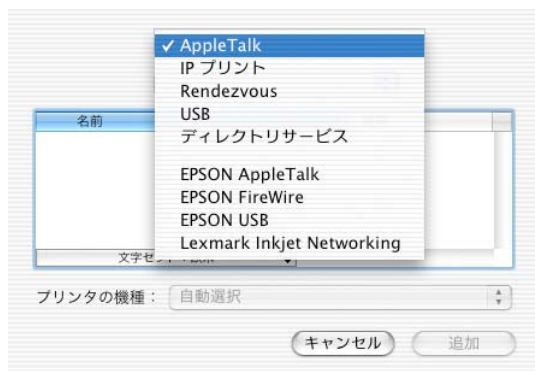 ✓ AppleTalk
IP プリント
Rendezvous
USB
ディレクトリサービス
EPSON AppleTalk
EPSON FireWire
EPSON USB
Lexmark Inkjet Networking
名前
文字セ
プリンタの機種： 自動選択
キャンセル 追加